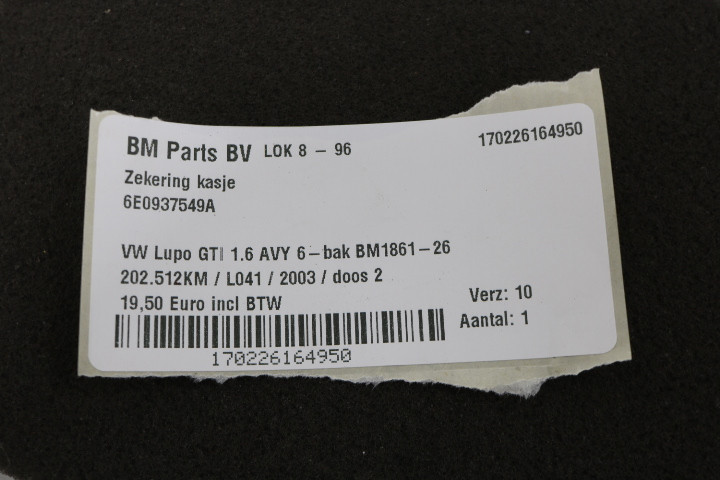 BM Parts BV LOK 8 - 96
170226164950
Zekering kasje
6E0937549A
VW Lupo GTI 1.6 AVY 6-bak BM1861-26
202.512KM / L041 / 2003 / doos 2
19,50 Euro incl BTW
Verz: 10
Aantal: 1
170226164950